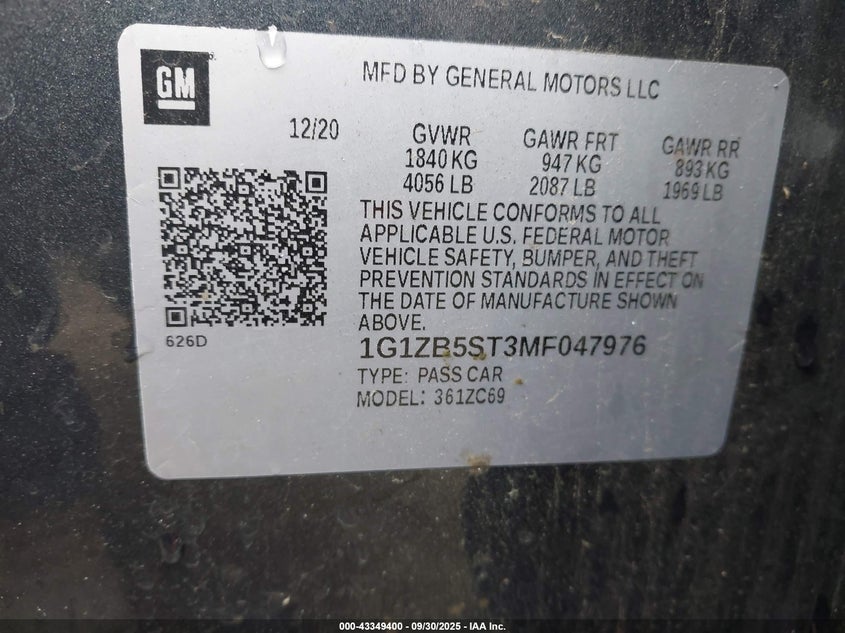 GM
MFD BY GENERAL MOTORS LLC
12/20
GVWR GAWR FRT GAWR RR
1840 KG 947 KG 893 KG
4056 LB 2087 LB 1969 LB
THIS VEHICLE CONFORMS TO ALL
APPLICABLE U.S. FEDERAL MOTOR
VEHICLE SAFETY, BUMPER, AND THEFT
PREVENTION STANDARDS IN EFFECT ON
THE DATE OF MANUFACTURE SHOWN
ABOVE.
626D
1G1ZB5ST3MF047976
TYPE: PASS CAR
MODEL: 361ZC69
000-43349400 - 09/30/2025 - IAA Inc.